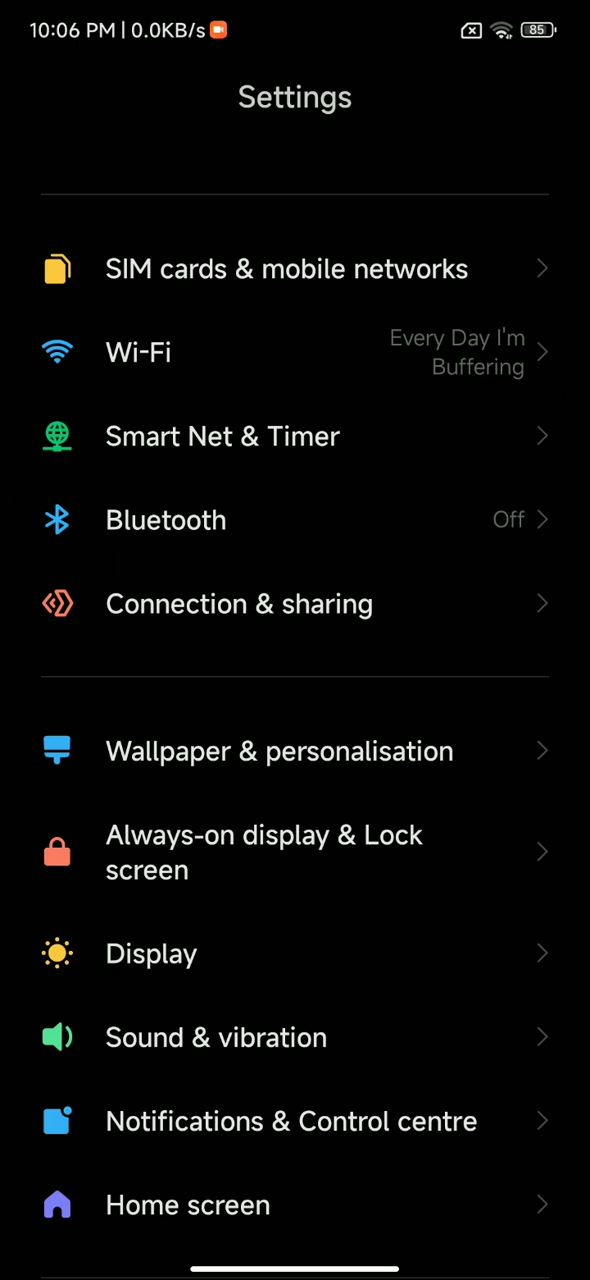 10:06 PM | 0.0KB/s
85
Settings
SIM cards & mobile networks
Wi-Fi
Every Day I'm
Buffering
Smart Net & Timer
Bluetooth
Off
Connection & sharing
Wallpaper & personalisation
Always-on display & Lock
screen
Display
Sound & vibration
Notifications & Control centre
Home screen